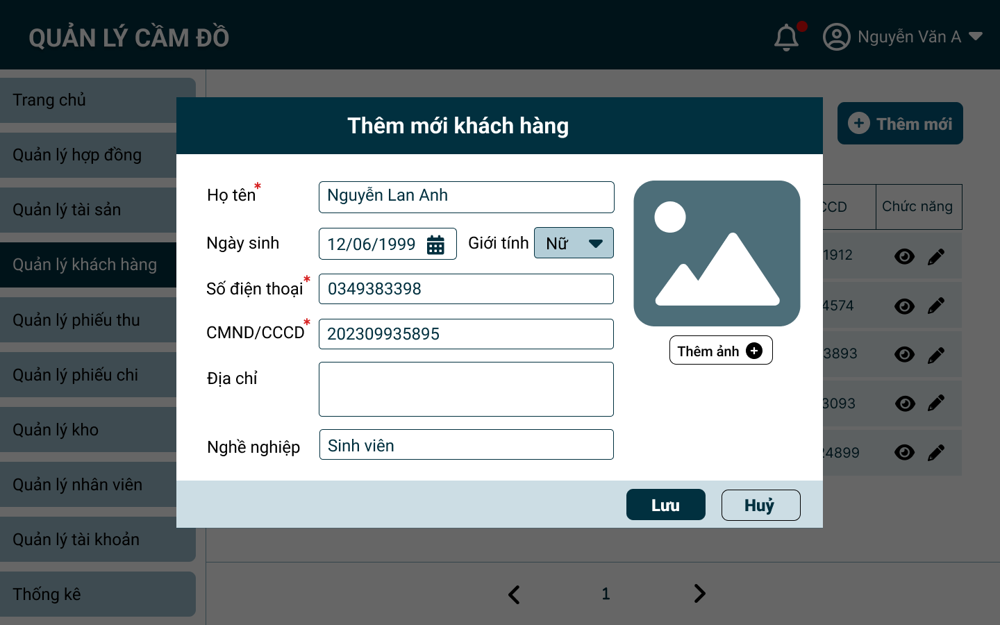 QUẢN LÝ CẦM ĐỒ
Nguyễn Văn A
Trang chủ
Quản lý hợp đồng
Quản lý tài sản
Quản lý khách hàng
Quản lý phiếu thu
Quản lý phiếu chi
Quản lý kho
Quản lý nhân viên
Quản lý tài khoản
Thống kê
Thêm mới
Thêm mới khách hàng
Họ tên* Nguyễn Lan Anh
Ngày sinh 12/06/1999 Giới tính Nữ
Số điện thoại* 0349383398
CMND/CCCD* 202309935895
Địa chỉ
Nghề nghiệp Sinh viên
Thêm ảnh
Lưu Huỷ
CCD Chức năng
1912
4574
3893
3093
24899
1